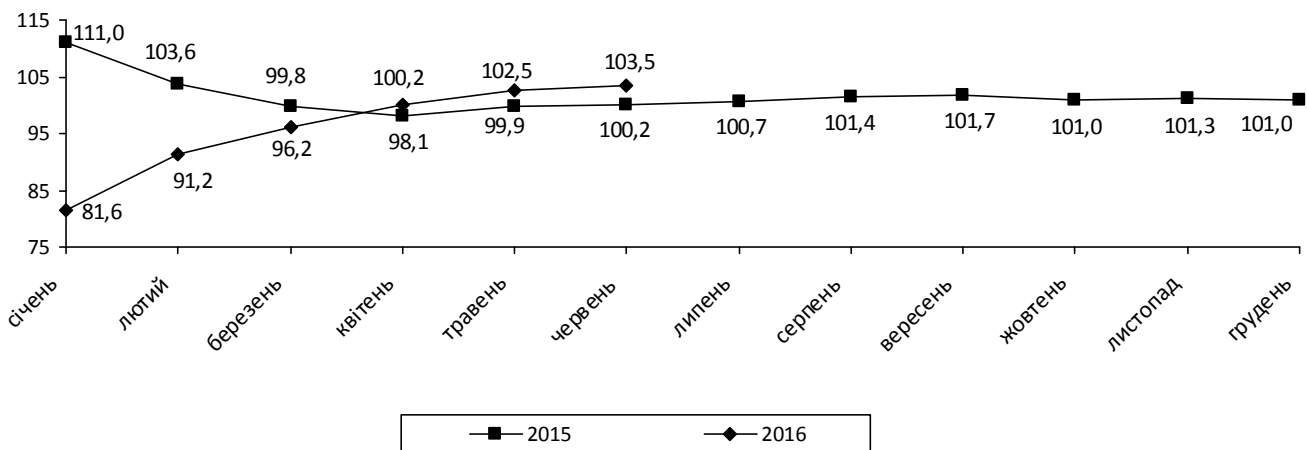 115
105
95
85
75
111,0
103,6
99,8
100,2
102,5
103,5
81,6
91,2
96,2
98,1
99,9
100,2
100,7
101,4
101,7
101,0
101,3
101,0
січень
лютий
березень
квітень
травень
червень
липень
серпень
вересень
жовтень
листопад
грудень
2015
2016